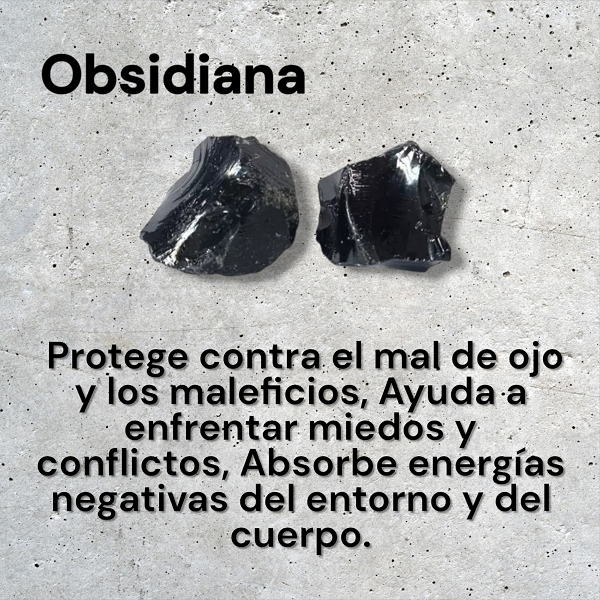 Obsidiana
Protege contra el mal de ojo
y los maleficios, Ayuda a
enfrentar miedos y
conflictos, Absorbe energías
negativas del entorno y del
cuerpo.